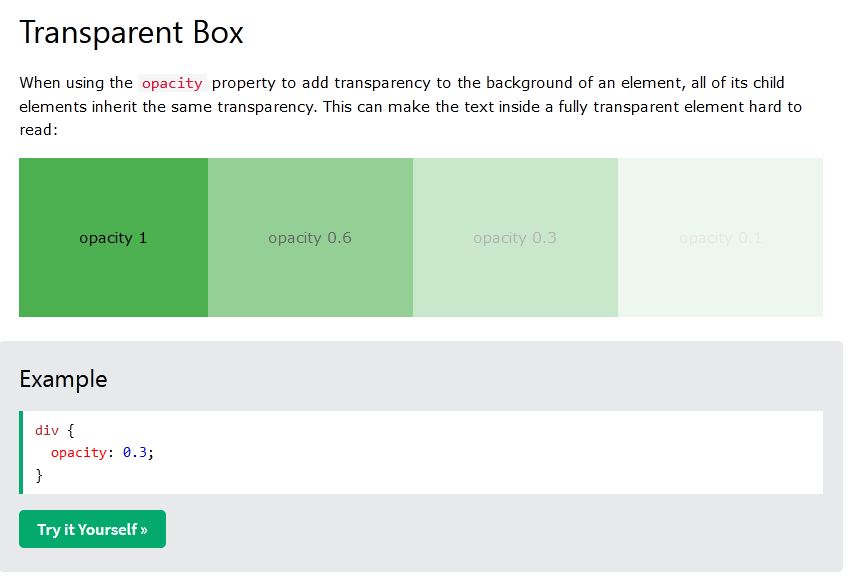 Transparent Box
When using the opacity property to add transparency to the background of an element, all of its child
elements inherit the same transparency. This can make the text inside a fully transparent element hard to
read:
opacity 1 opacity 0.6 opacity 0.3 opacity 0.1
Example
div {
  opacity: 0.3;
}
Try it Yourself »